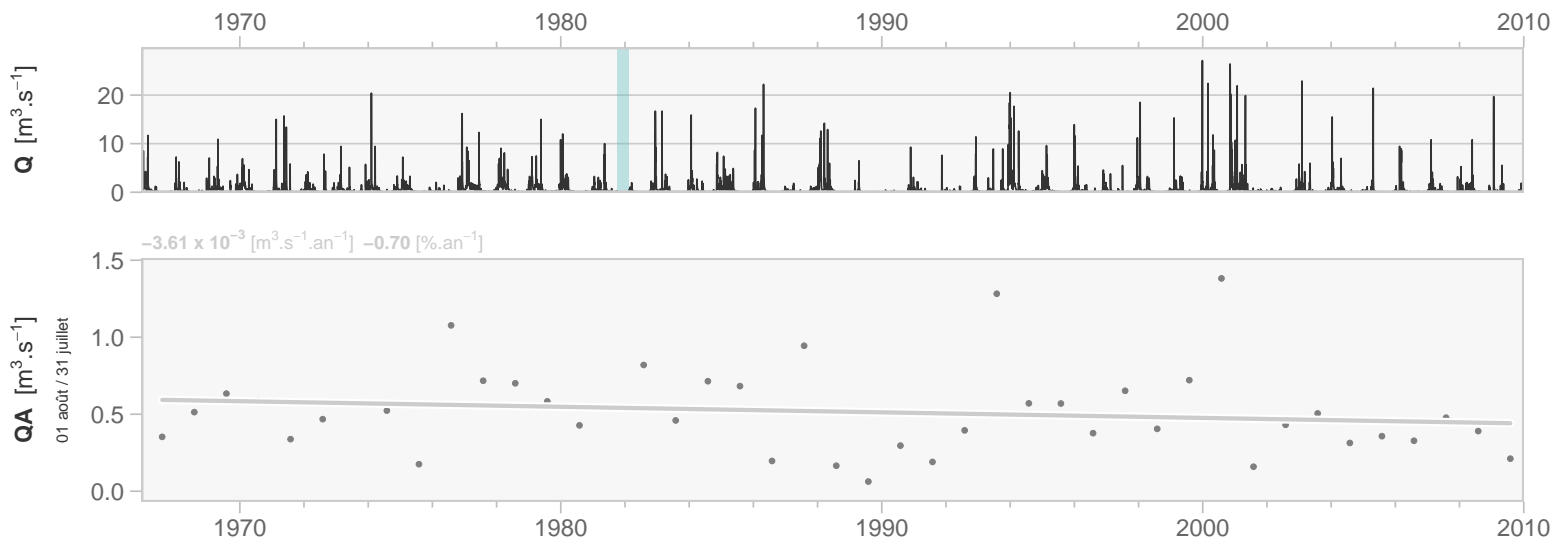 1970 1980 1990 2000 2010
Q [m³.s⁻¹]
20
10
0
−3.61 x 10⁻³ [m³.s⁻¹.an⁻¹] −0.70 [%.an⁻¹]
QA [m³.s⁻¹]
01 août / 31 juillet
1.5
1.0
0.5
0.0
1970 1980 1990 2000 2010